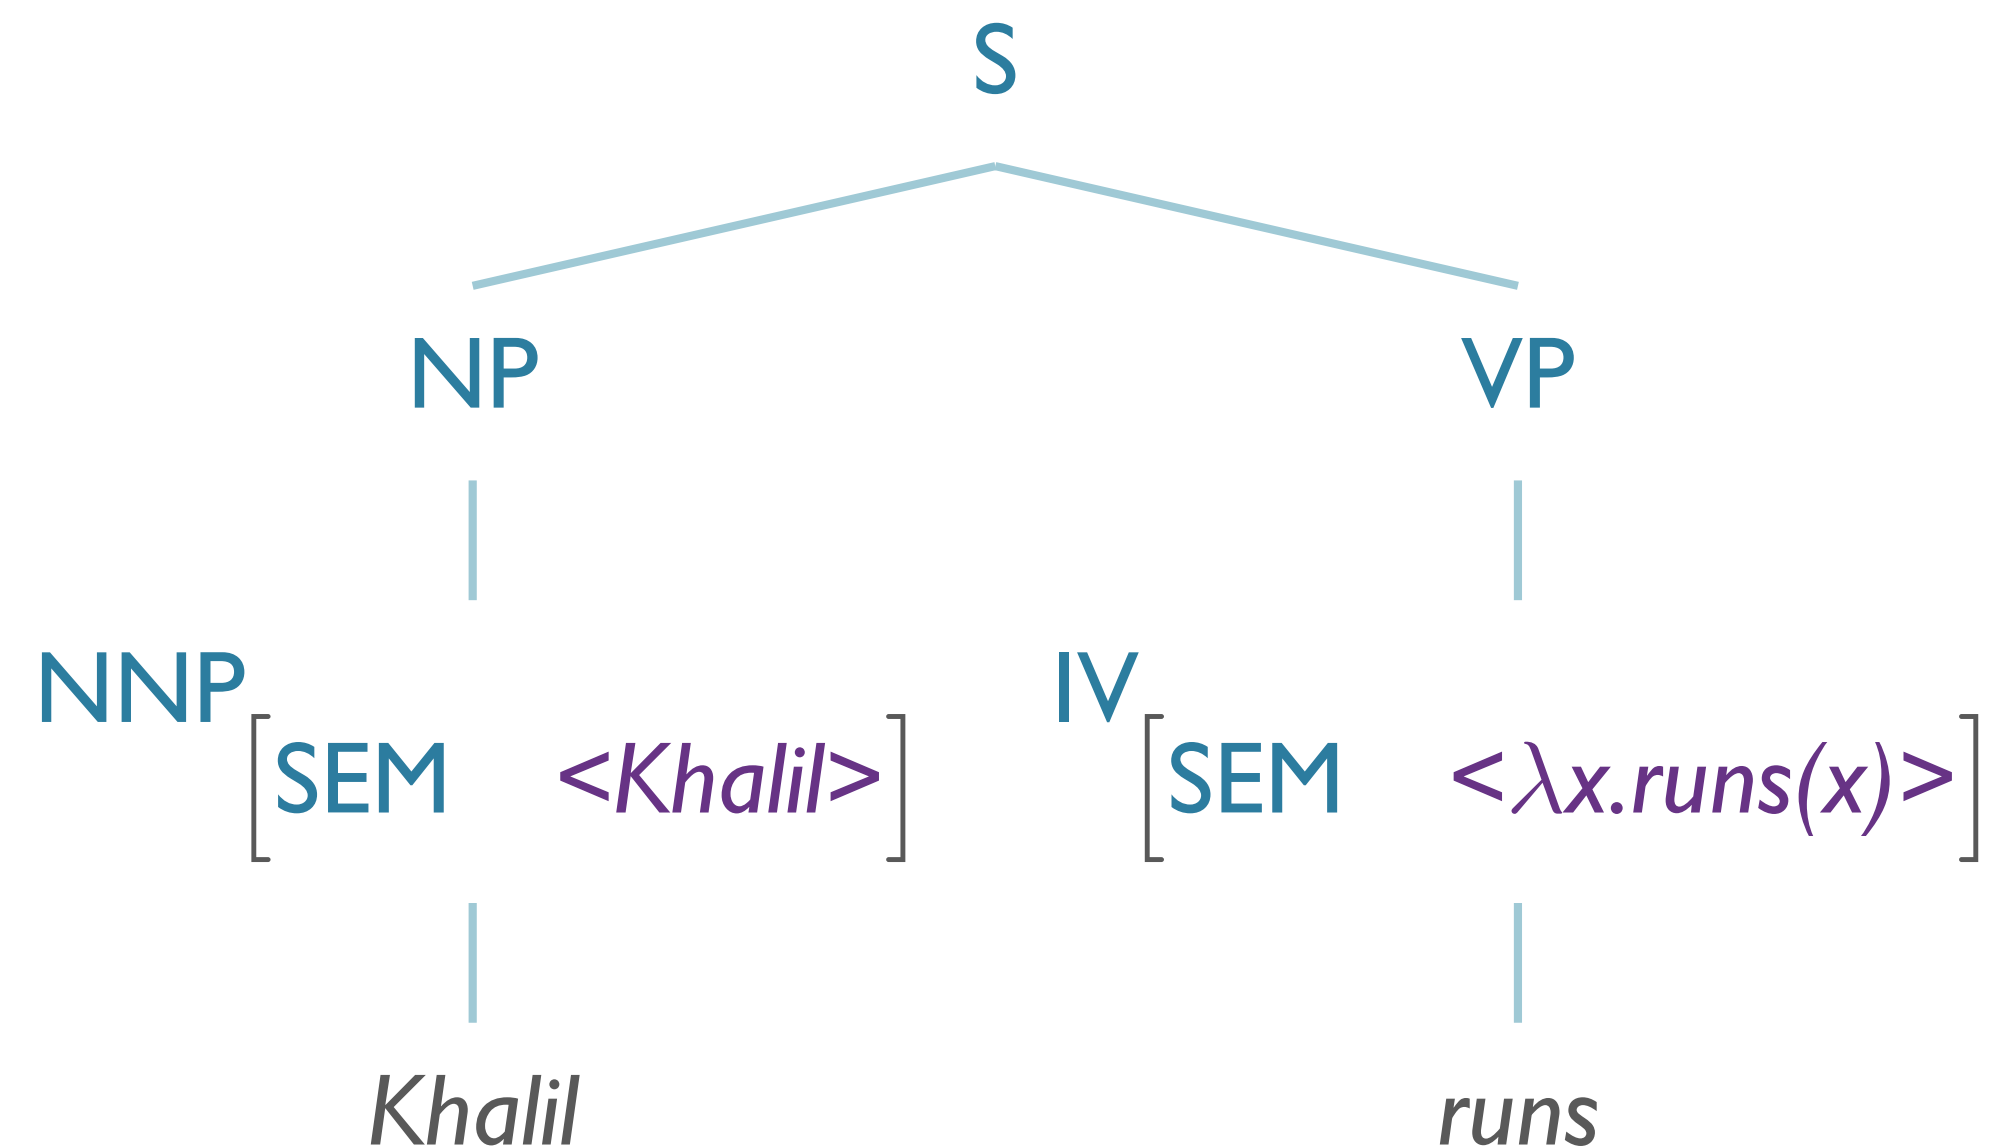 S
NP VP
NNP[SEM <Khalil>] IV[SEM <λx.runs(x)>]
Khalil runs